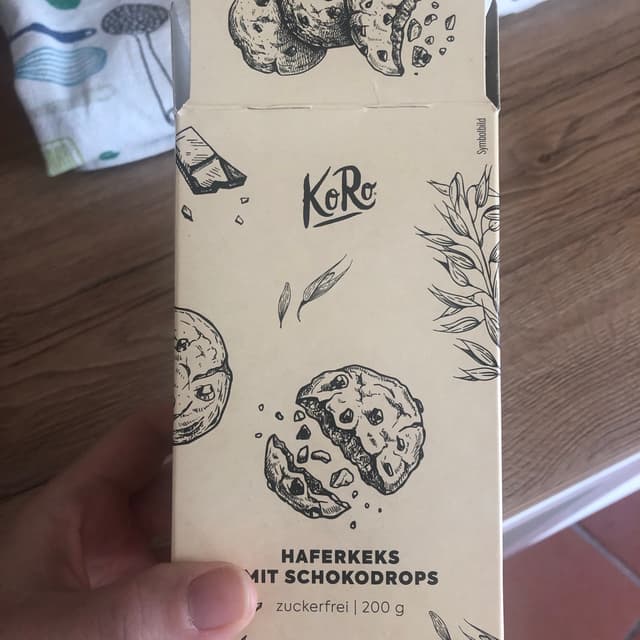 Symbolbild
KoRo
HAFERKEKS
MIT SCHOKODROPS
zuckerfrei | 200 g